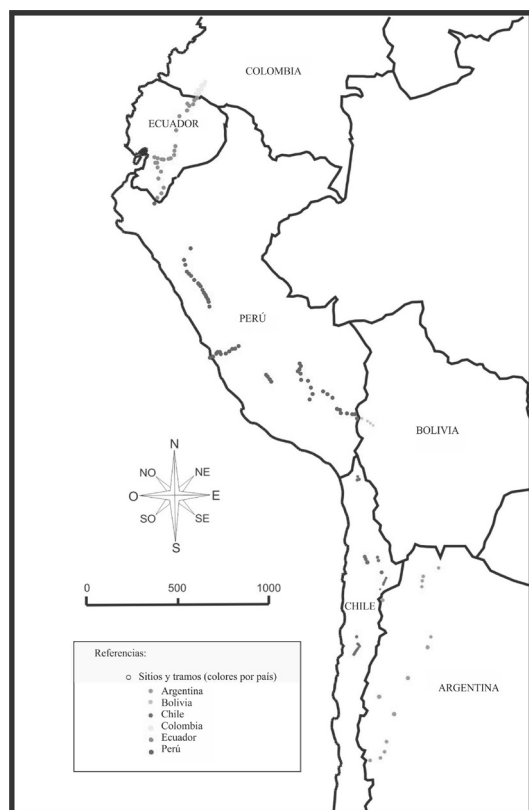 COLOMBIA
ECUADOR
PERÚ
BOLIVIA
N
NO
NE
O
E
SO
SE
S
0
500
1000
CHILE
ARGENTINA
Referencias:
Sitios y tramos (colores por país)
Argentina
Bolivia
Chile
Colombia
Ecuador
Perú